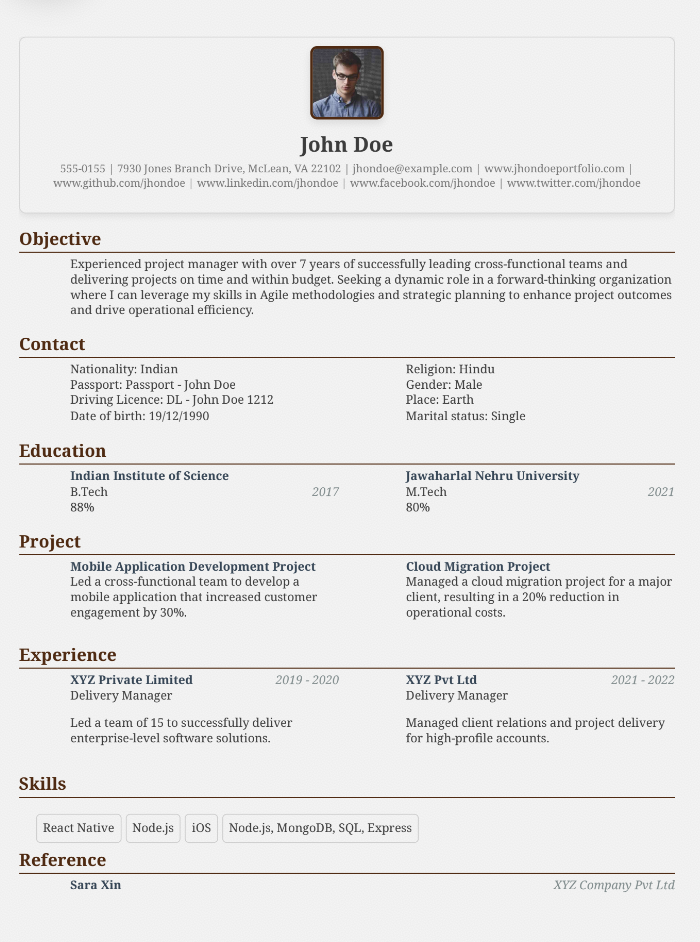 John Doe
555-0155 | 7930 Jones Branch Drive, McLean, VA 22102 | jhondoe@example.com | www.jhondoeportfolio.com |
www.github.com/jhondoe | www.linkedin.com/jhondoe | www.facebook.com/jhondoe | www.twitter.com/jhondoe
Objective
Experienced project manager with over 7 years of successfully leading cross-functional teams and
delivering projects on time and within budget. Seeking a dynamic role in a forward-thinking organization
where I can leverage my skills in Agile methodologies and strategic planning to enhance project outcomes
and drive operational efficiency.
Contact
Nationality: Indian
Passport: Passport - John Doe
Driving Licence: DL - John Doe 1212
Date of birth: 19/12/1990
Religion: Hindu
Gender: Male
Place: Earth
Marital status: Single
Education
Indian Institute of Science
B.Tech 2017
88%
Jawaharlal Nehru University
M.Tech 2021
80%
Project
Mobile Application Development Project
Led a cross-functional team to develop a
mobile application that increased customer
engagement by 30%.
Cloud Migration Project
Managed a cloud migration project for a major
client, resulting in a 20% reduction in
operational costs.
Experience
XYZ Private Limited 2019 - 2020
Delivery Manager
Led a team of 15 to successfully deliver
enterprise-level software solutions.
XYZ Pvt Ltd 2021 - 2022
Delivery Manager
Managed client relations and project delivery
for high-profile accounts.
Skills
React Native Node.js iOS Node.js, MongoDB, SQL, Express
Reference
Sara Xin XYZ Company Pvt Ltd